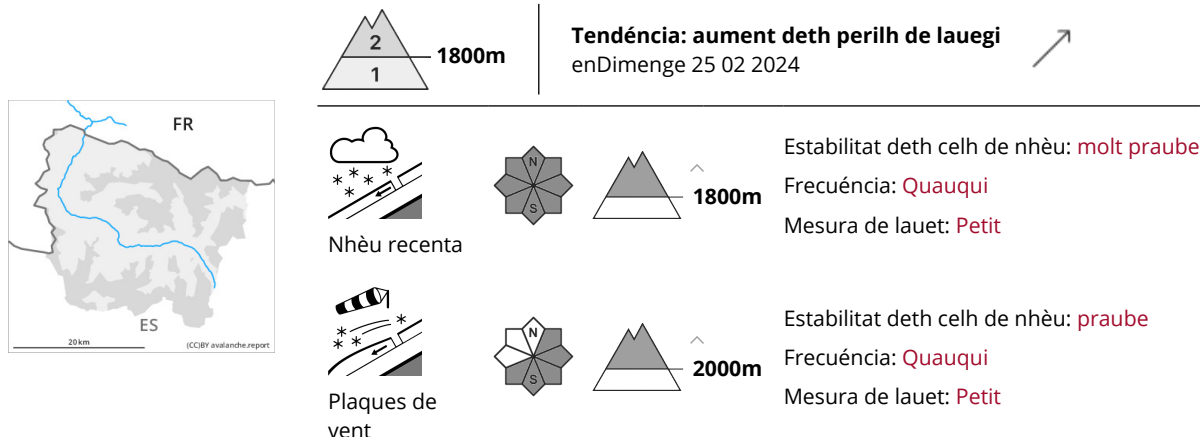 2
1
1800m
Tendéncia: aument deth perilh de lauegi
enDimenge 25 02 2024
FR
ES
20 km
(CC)BY avalanche.report
N
S
1800m
Nhèu recenta
Estabilitat deth celh de nhèu: molt praube
Frecuéncia: Quauqui
Mesura de lauet: Petit
N
S
2000m
Plaques de
vent
Estabilitat deth celh de nhèu: praube
Frecuéncia: Quauqui
Mesura de lauet: Petit